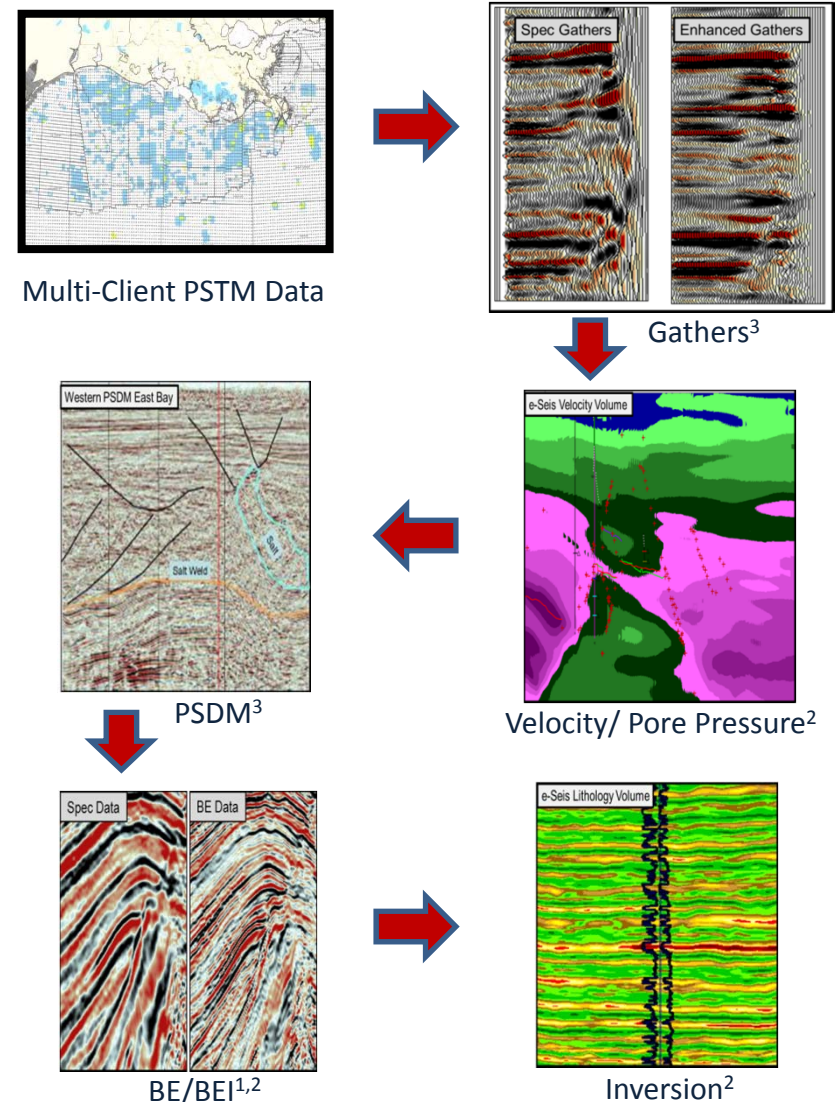 Spec Gathers
Enhanced Gathers
Multi-Client PSTM Data
Gathers³
Western PSDM East Bay
Salt
Salt Weld
e-Seis Velocity Volume
PSDM³
Velocity/ Pore Pressure²
Spec Data
BE Data
e-Seis Lithology Volume
BE/BEI¹,²
Inversion²